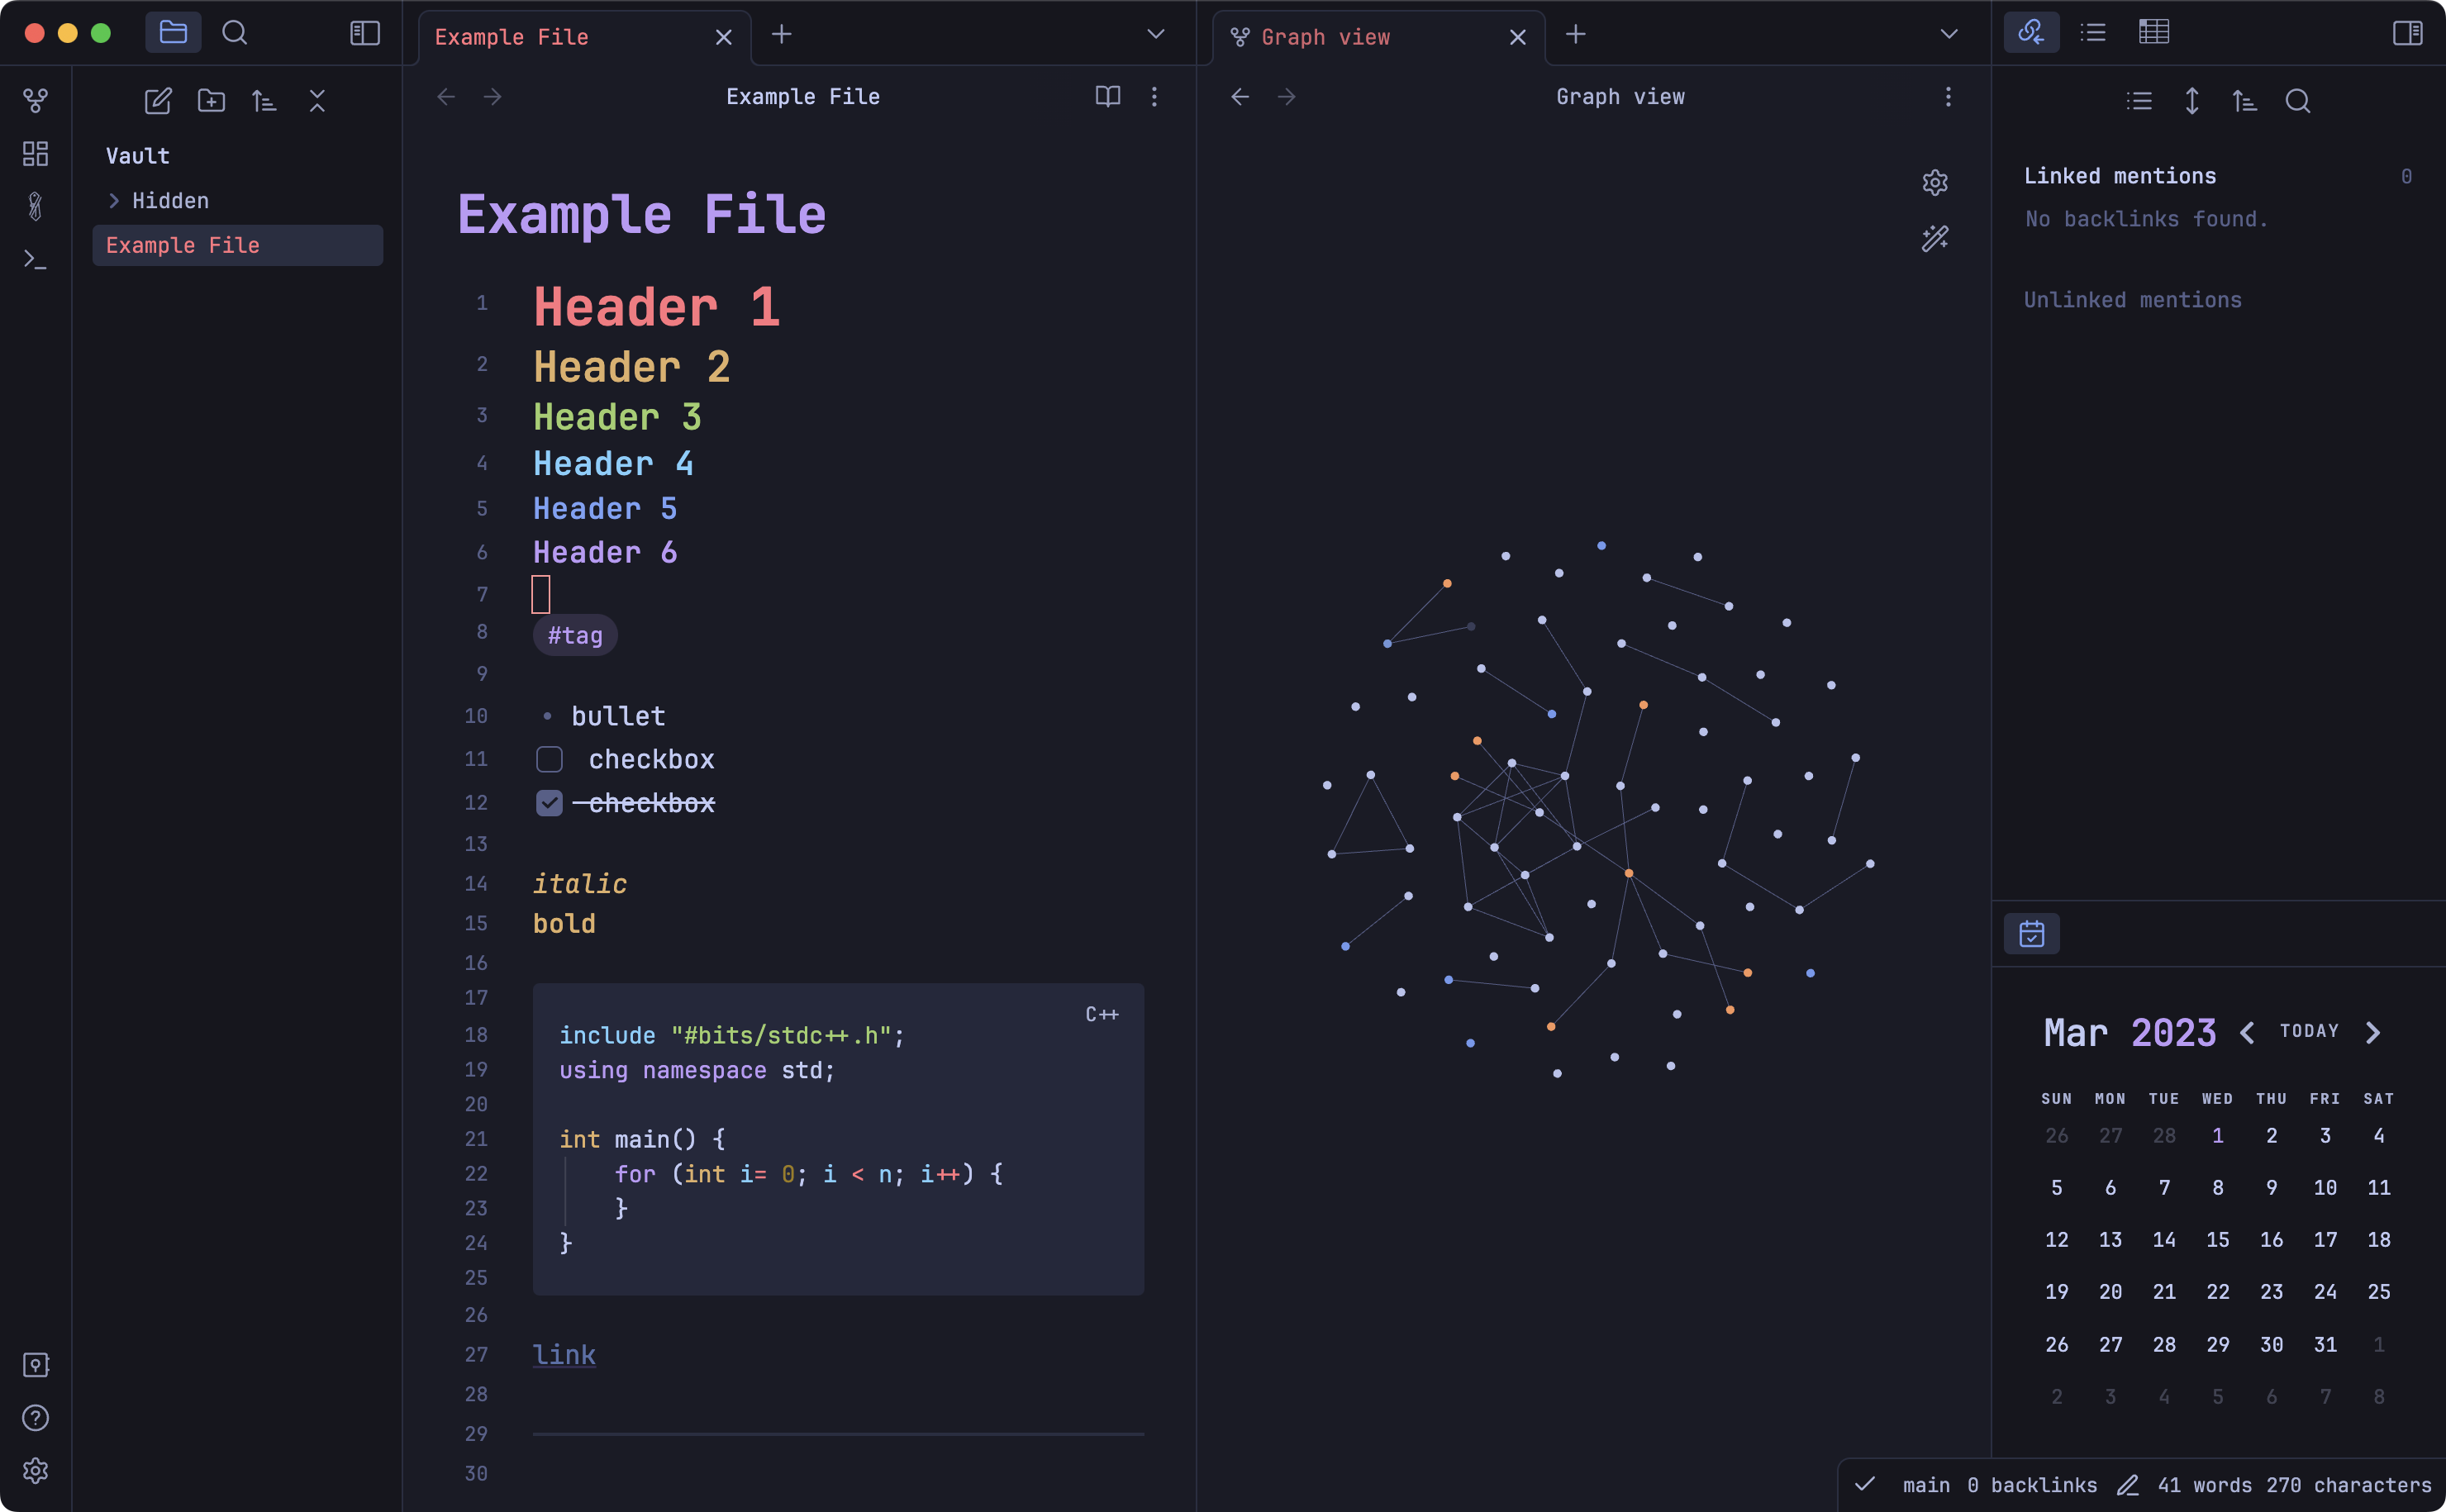 Example File
Graph view
Example File
Graph view
Vault
Hidden
Example File
Example File
1 Header 1
2 Header 2
3 Header 3
4 Header 4
5 Header 5
6 Header 6
7
8 #tag
9
10 bullet
11 checkbox
12 checkbox
13
14 italic
15 bold
16
17 C++
18 include "#bits/stdc++.h";
19 using namespace std;
20
21 int main() {
22 for (int i= 0; i < n; i++) {
23 }
24 }
25
26
27 link
28
29
30
Linked mentions 0
No backlinks found.
Unlinked mentions
Mar 2023 TODAY
SUN MON TUE WED THU FRI SAT
26 27 28 1 2 3 4
5 6 7 8 9 10 11
12 13 14 15 16 17 18
19 20 21 22 23 24 25
26 27 28 29 30 31 1
2 3 4 5 6 7 8
main 0 backlinks 41 words 270 characters